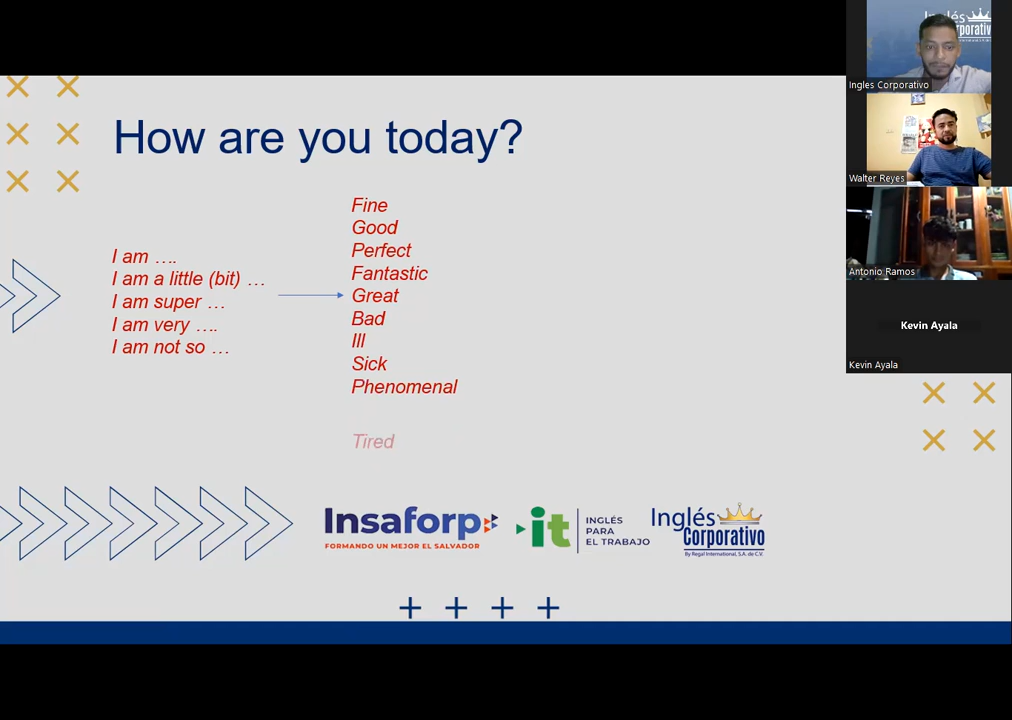 How are you today?
I am ….
I am a little (bit) …
I am super …
I am very ….
I am not so …
Fine
Good
Perfect
Fantastic
Great
Bad
Ill
Sick
Phenomenal
Tired
Insaforp
FORMANDO UN MEJOR EL SALVADOR
it
INGLÉS
PARA
EL TRABAJO
Inglés
Corporativo
By Regal International, S.A. de C.V.
Ingles Corporativo
Walter Reyes
Antonio Ramos
Kevin Ayala
Kevin Ayala